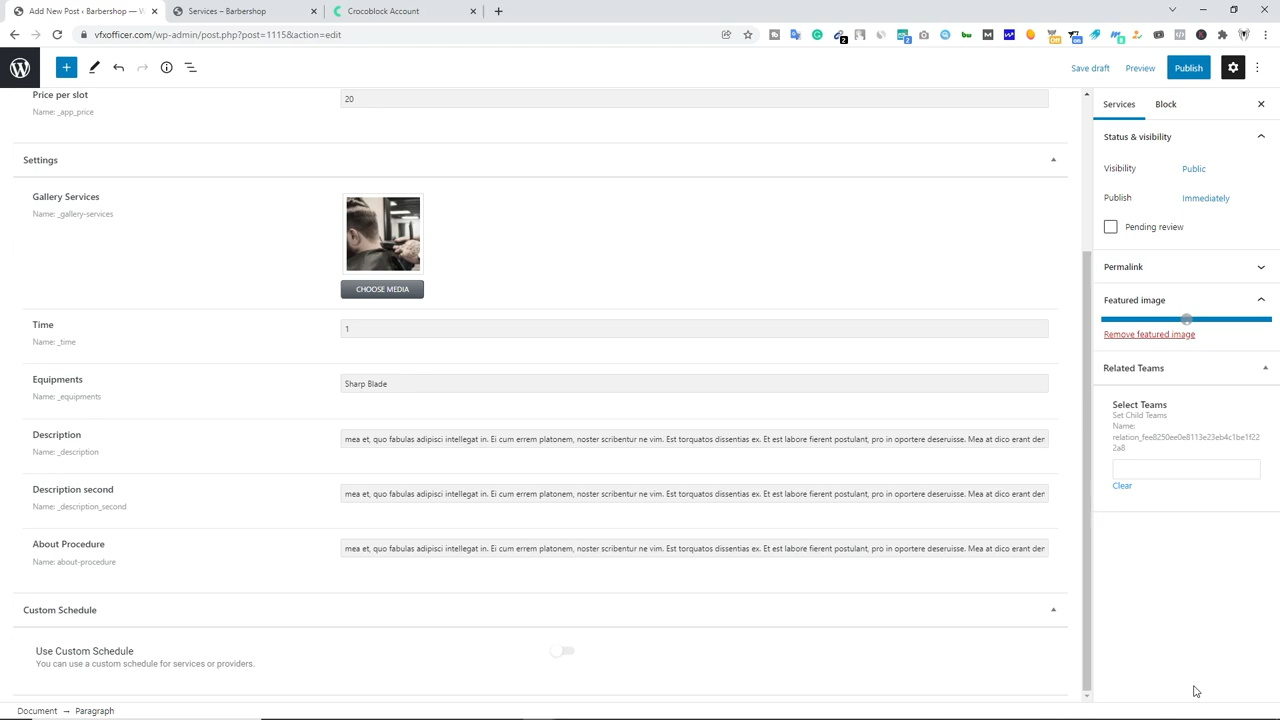 Add New Post ‹ Barbershop — W
Services – Barbershop
Crocoblock Account
vfxofficer.com/wp-admin/post.php?post=1115&action=edit
Save draft
Preview
Publish
Price per slot
20
Name: _app_price
Settings
Gallery Services
Name: _gallery-services
CHOOSE MEDIA
Time
1
Name: _time
Equipments
Sharp Blade
Name: _equipments
Description
mea et, quo fabulas adipisci intellegat in. Ei cum errem platonem, noster scribentur ne vim. Est torquatos dissentias ex. Et est labore fierent postulant, pro in oportere deseruisse. Mea at dico erant der
Name: _description
Description second
mea et, quo fabulas adipisci intellegat in. Ei cum errem platonem, noster scribentur ne vim. Est torquatos dissentias ex. Et est labore fierent postulant, pro in oportere deseruisse. Mea at dico erant der
Name: _description_second
About Procedure
mea et, quo fabulas adipisci intellegat in. Ei cum errem platonem, noster scribentur ne vim. Est torquatos dissentias ex. Et est labore fierent postulant, pro in oportere deseruisse. Mea at dico erant der
Name: about-procedure
Custom Schedule
Use Custom Schedule
You can use a custom schedule for services or providers.
Document → Paragraph
Services
Block
Status & visibility
Visibility
Public
Publish
Immediately
Pending review
Permalink
Featured image
Remove featured image
Related Teams
Select Teams
Set Child Teams
Name:
relation_fee8250ee0e8113e23eb4c1be1f22
2a8
Clear